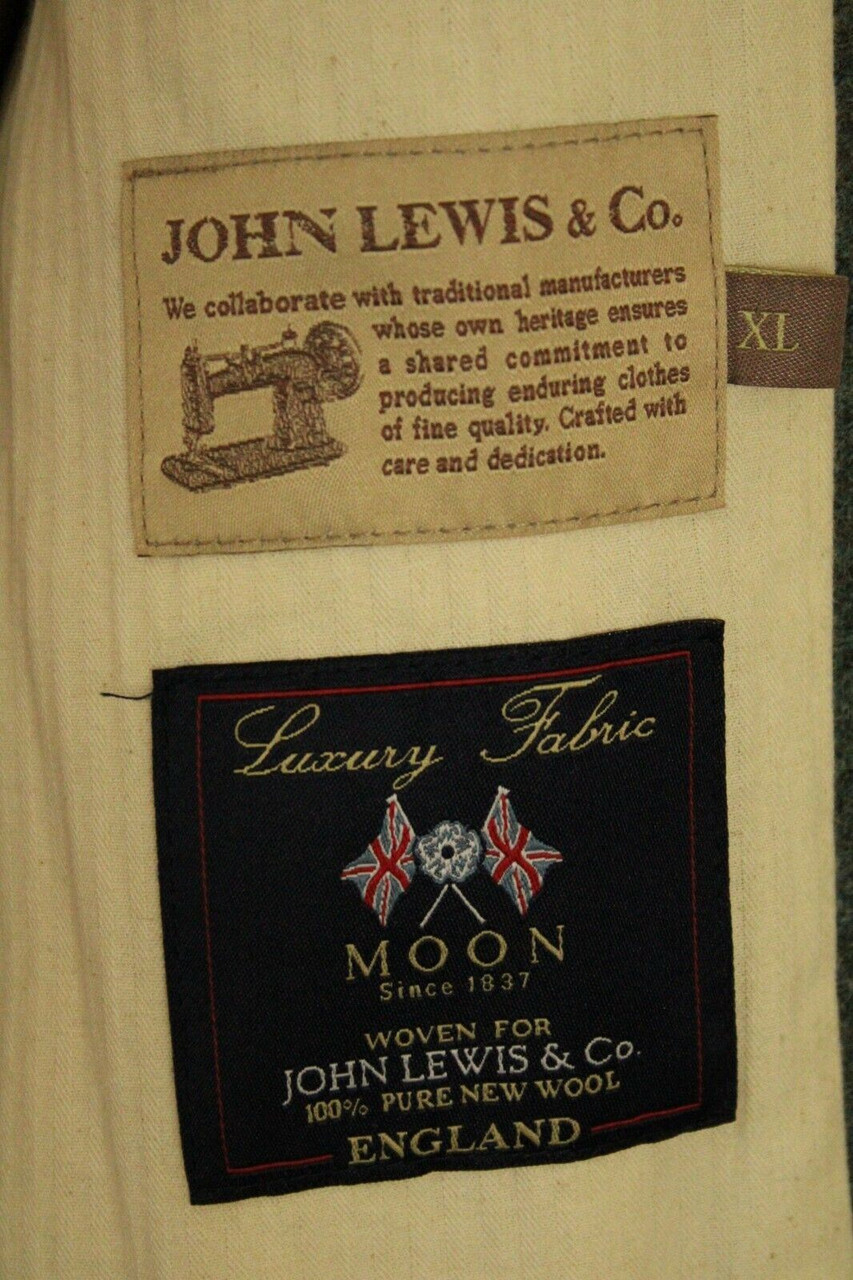 JOHN LEWIS & Co.
We collaborate with traditional manufacturers
whose own heritage ensures
a shared commitment to
producing enduring clothes
of fine quality. Crafted with
care and dedication.
XL
Luxury Fabric
MOON
Since 1837
WOVEN FOR
JOHN LEWIS & Co.
100% PURE NEW WOOL
ENGLAND